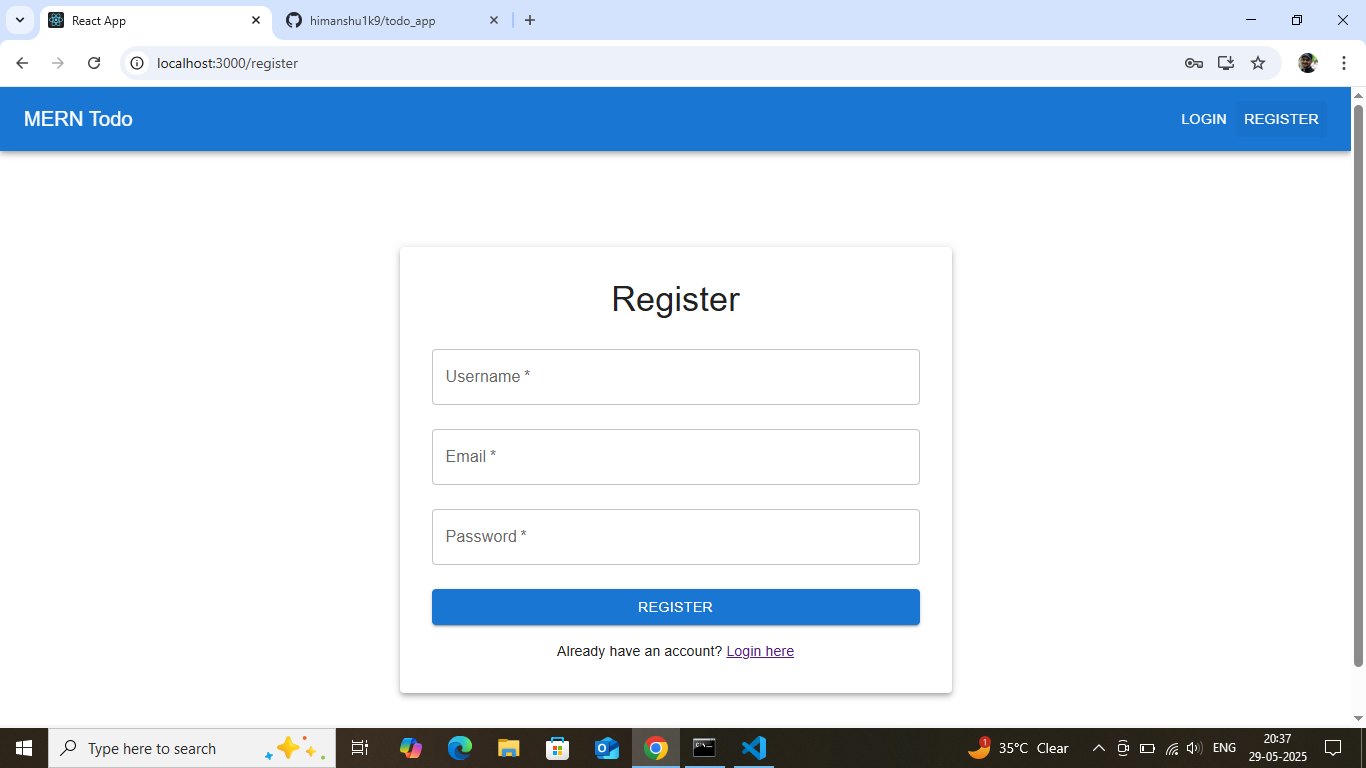 React App
himanshu1k9/todo_app
localhost:3000/register
MERN Todo
LOGIN
REGISTER
Register
Username *
Email *
Password *
REGISTER
Already have an account? Login here
Type here to search
1
35°C Clear
ENG
20:37
29-05-2025